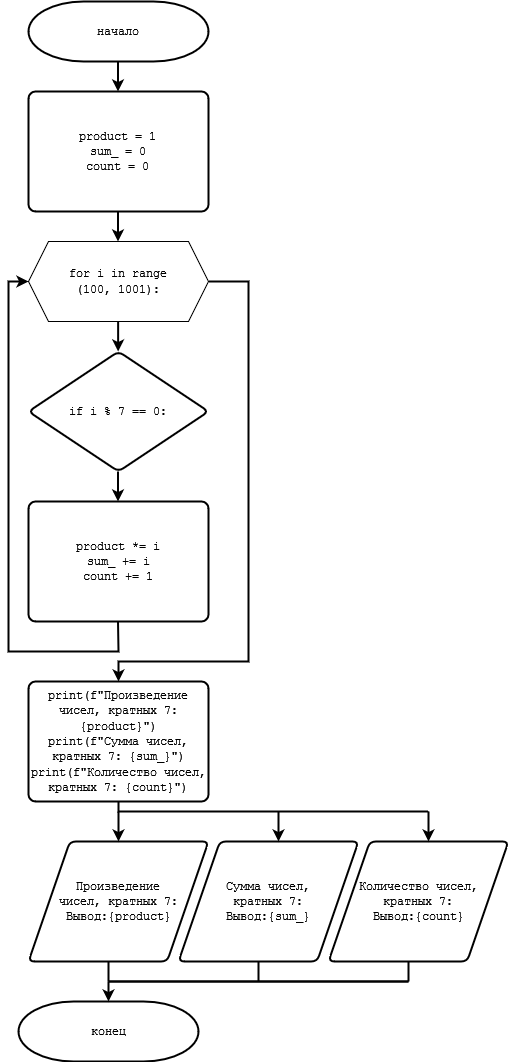 начало
product = 1
sum_ = 0
count = 0
for i in range
(100, 1001):
if i % 7 == 0:
product *= i
sum_ += i
count += 1
print(f"Произведение
чисел, кратных 7:
{product}")
print(f"Сумма чисел,
кратных 7: {sum_}")
print(f"Количество чисел,
кратных 7: {count}")
Произведение
чисел, кратных 7:
Вывод:{product}
Сумма чисел,
кратных 7:
Вывод:{sum_}
Количество чисел,
кратных 7:
Вывод:{count}
конец